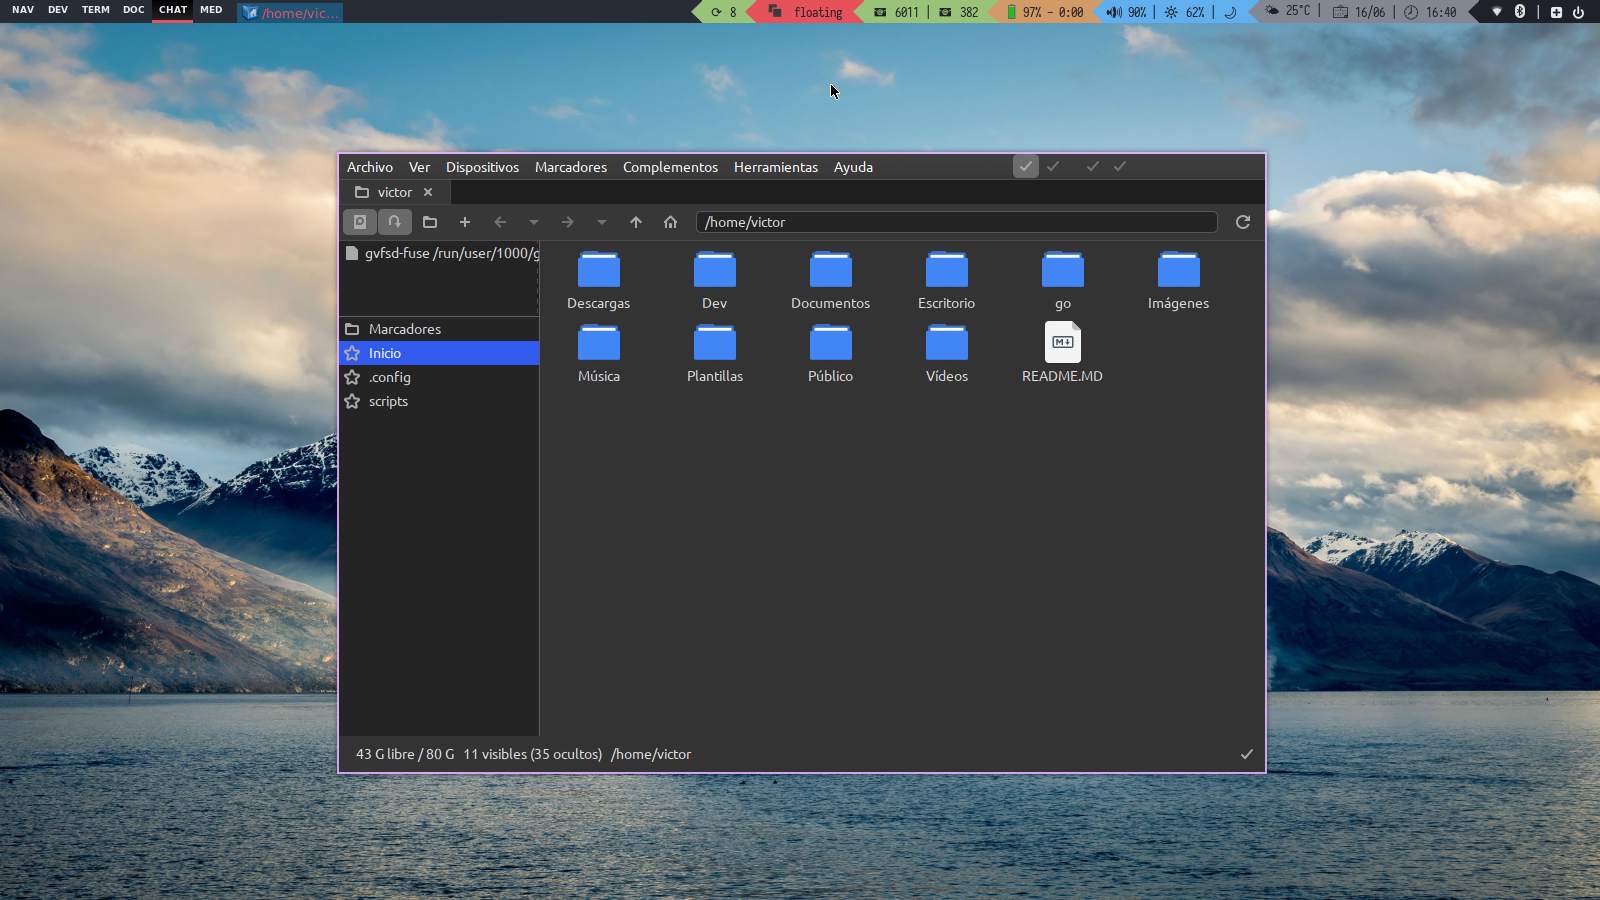 NAV DEV TERM DOC CHAT MED /home/vic... 8 floating 6011 | 382 97% - 0:00 90% | 62% | 25°C | 16/06 | 16:40 |
Archivo Ver Dispositivos Marcadores Complementos Herramientas Ayuda
victor
/home/victor
gvfsd-fuse /run/user/1000/g
Marcadores
Inicio
.config
scripts
Descargas Dev Documentos Escritorio go Imágenes
Música Plantillas Público Vídeos README.MD
43 G libre / 80 G 11 visibles (35 ocultos) /home/victor